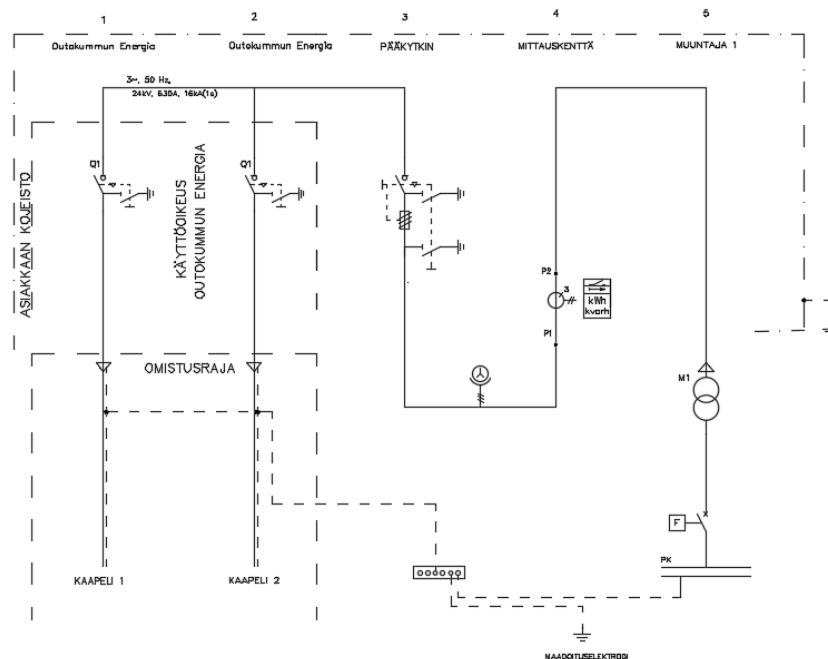 1
2
3
4
5
Outokummun Energia
Outokummun Energia
PÄÄKYTKIN
MITTAUSKENTTÄ
MUUNTAJA 1
3~, 50 Hz,
24kV, 630A, 16kA(1s)
Q1
Q1
ASIAKKAAN KOJEISTO
KÄYTTÖOIKEUS
OUTOKUMMUN ENERGIA
P2
3
kWh
kvarh
P1
OMISTUSRAJA
M1
F
PK
KAAPELI 1
KAAPELI 2
MAADOITUSELEKTRODI